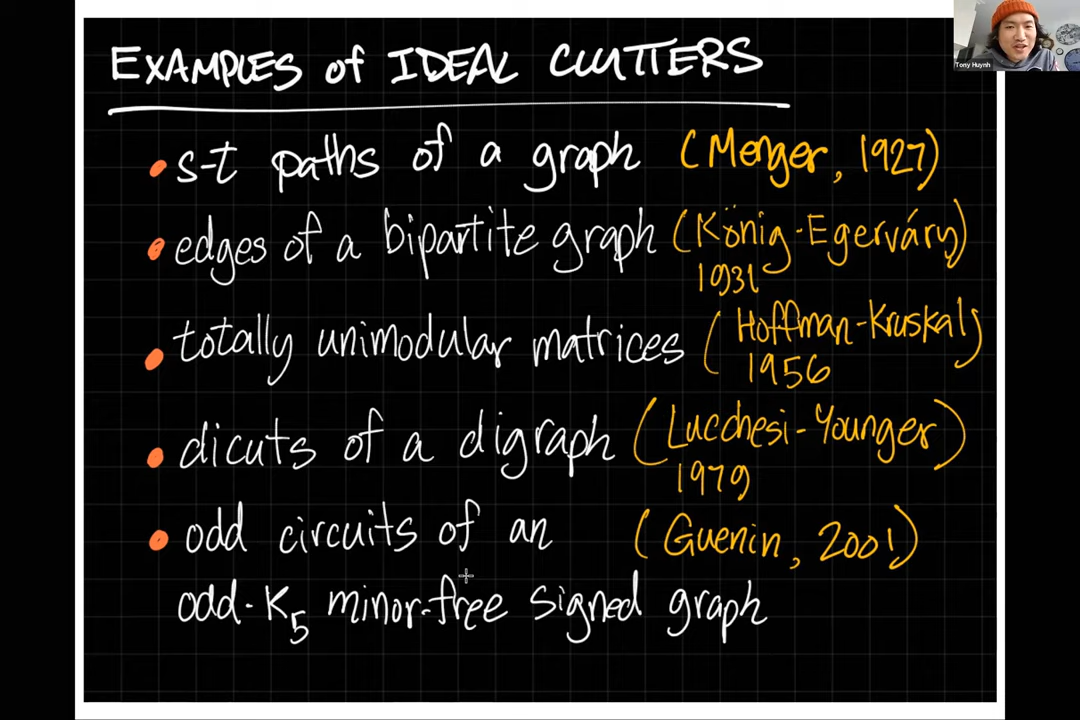 EXAMPLES of IDEAL CLUTTERS
Tony Huynh
• s-t paths of a graph (Menger, 1927)
• edges of a bipartite graph (König-Egerváry)
1931
• totally unimodular matrices (Hoffman-Kruskal)
1956
• dicuts of a digraph (Lucchesi-Younger)
1979
• odd circuits of an (Guenin, 2001)
odd-K5 minor-free signed graph